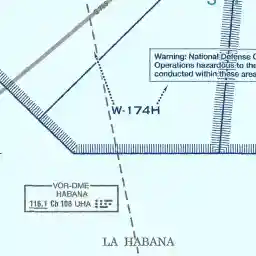 Warning: National Defense
Operations hazardous to the
conducted within these area
W-174H
VOR-DME
HABANA
116.1 Ch 108 UHA
LA HABANA